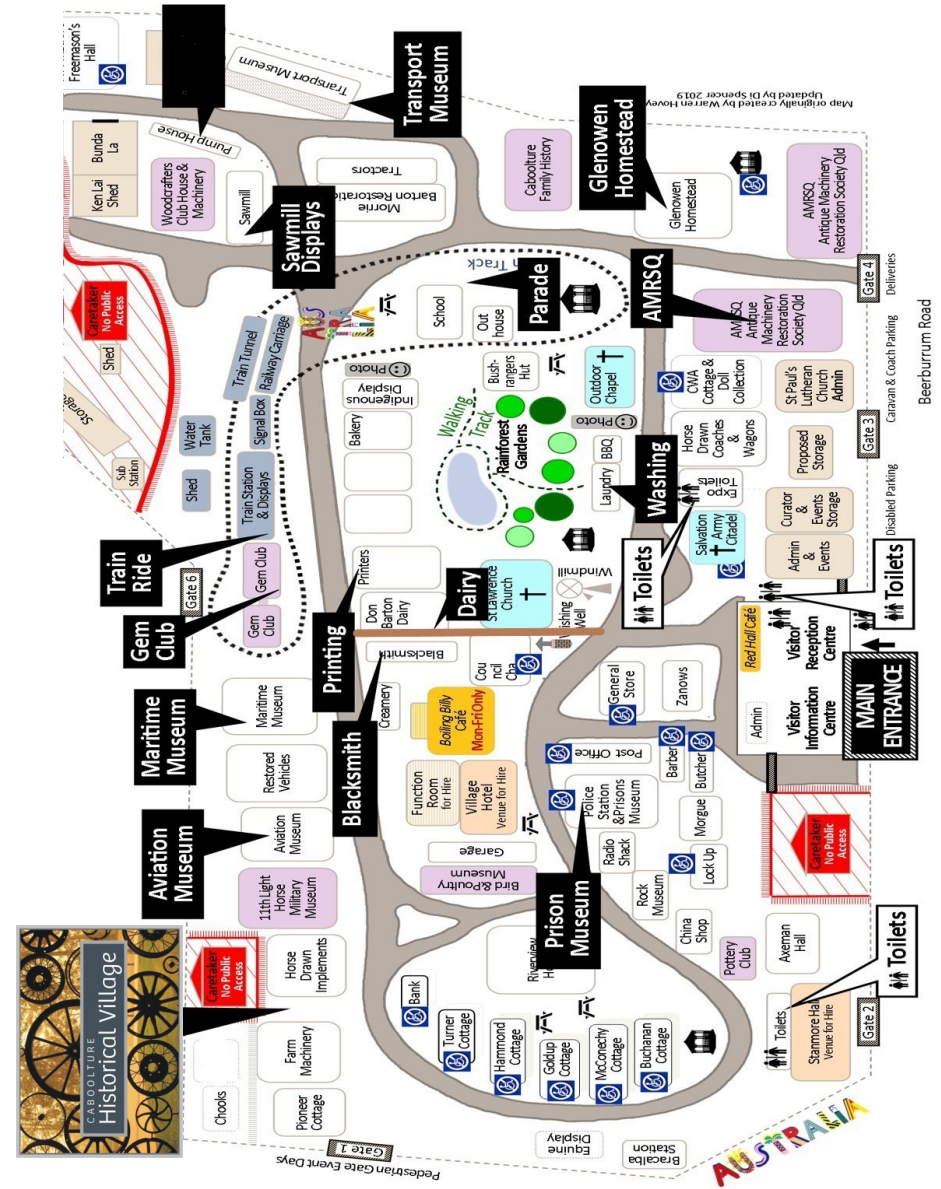 CABOOLTURE
Historical Village
Aviation
Museum
Maritime
Museum
Gem
Club
Train
Ride
Sawmill
Displays
Transport
Museum
Freemason's
Hall
Transport Museum
Pump House
Bunda
La
Ken Lai
Shed
Woodcrafters
Club House &
Machinery
Sawmill
Tractors
Morrie
Barton Restoratio
Caretaker
No Public
Access
Storage
Shed
Sub
Station
Water
Tank
Shed
Train Tunnel
Railway Carriage
Signal Box
Train Station
& Displays
Gate 6
Gem Club
Gem
Club
Maritime
Museum
Restored
Vehicles
Aviation
Museum
11th Light
Horse
Military
Museum
Caretaker
No Public
Access
Horse
Drawn
Implements
Chooks
Farm
Machinery
Pioneer
Cottage
Gate 1
Pedestrian Gate Event Days
Track
Parade
School
Out
house
Photo
Indigenous
Display
Bakery
Printers
Don
Barton
Dairy
Printing
Dairy
Blacksmith
Blacksmith
Creamery
Boiling Billy
Café
Mon-Fri Only
Function
Room
for Hire
Village
Hotel
Venue for Hire
Garage
Bird & Poultry
Museum
Bank
Turner
Cottage
Hammond
Cottage
Goldup
Cottage
McConechy
Cottage
Buchanan
Cottage
Equine
Display
Bracalba
Station
AUSTRALIA
Walking
Track
Rainforest
Gardens
Bush-
rangers
Hut
Outdoor
Chapel
Photo
BBQ
Laundry
Washing
St Lawrence
Church
Windmill
Well
General
Store
Zanows
Post Office
Police
Station
&Prisons
Museum
Prison
Museum
Barber
Butcher
Morgue
Radio
Shack
Lock Up
Rock
Museum
China
Shop
Pottery
Club
Axeman
Hall
Toilets
Toilets
Stanmore Hall
Venue for Hire
Gate 2
Caboolture
Family History
Glenowen
Homestead
Glenowen
Homestead
AMRSQ
Antique Machinery
Restoration Society Qld
AMRSQ
AMRSQ
Antique
Machinery
Restoration
Society Qld
CWA
Cottage &
Doll
Collection
Horse
Drawn
Coaches
&
Wagons
Expo
Toilets
Toilets
Salvation
Army
Citadel
St Paul's
Lutheran
Church
Admin
Proposed
Storage
Curator
&
Events
Storage
Admin
& Events
Toilets
Red Hall Café
Visitor
Reception
Centre
Admin
Visitor
Information
Centre
Caretaker
No Public
Access
MAIN
ENTRANCE
Gate 4
Deliveries
Caravan & Coach Parking
Gate 3
Disabled Parking
Beerburrum Road
Map originally created by Warren Hovey
Updated by Di Spencer 2019